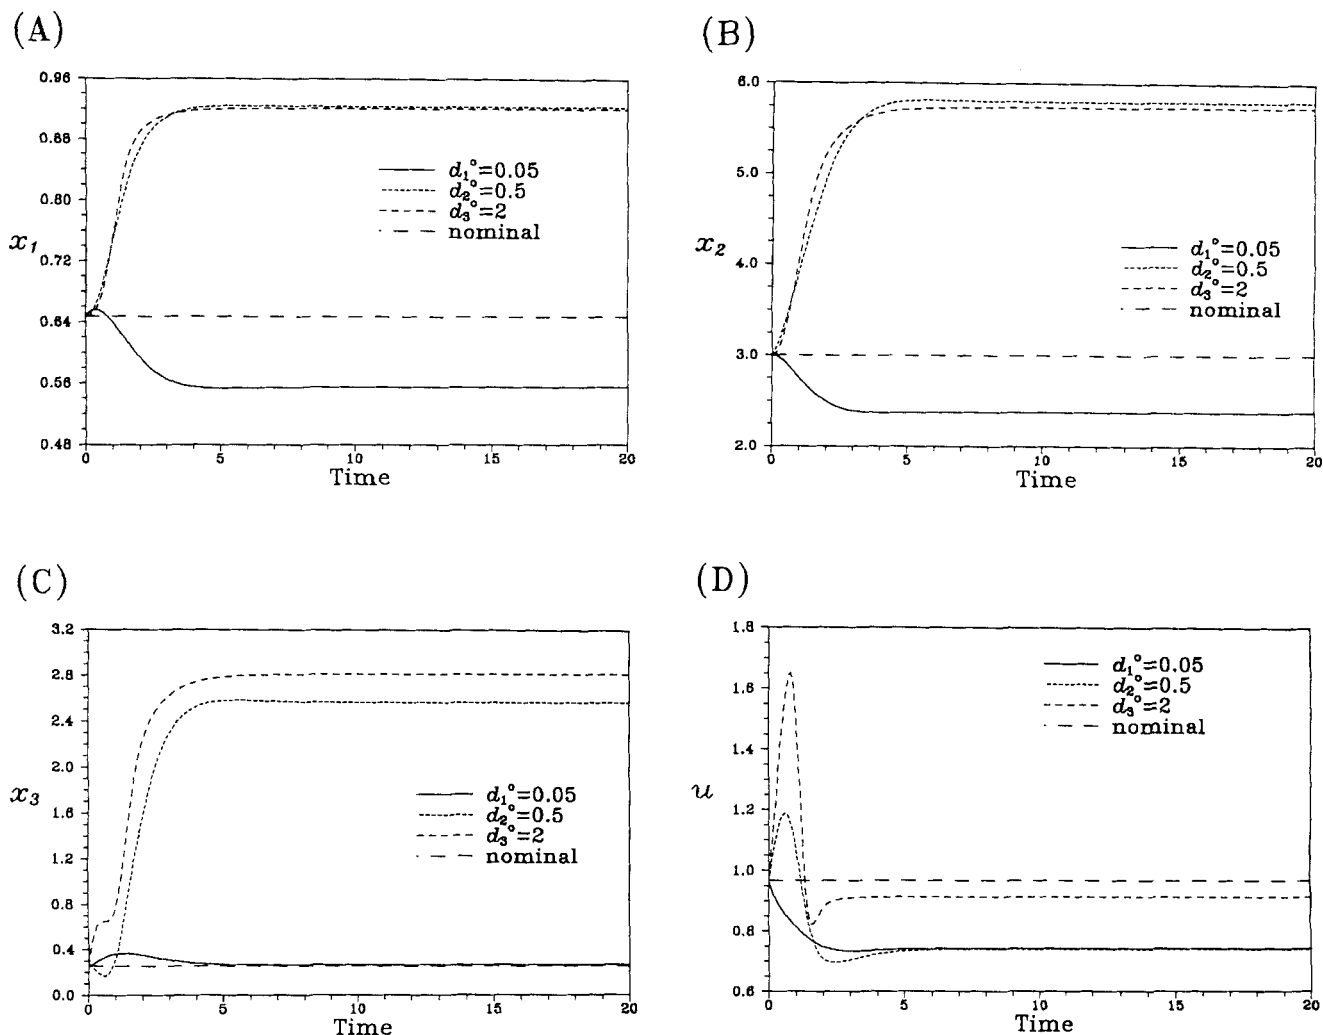 (A)
0.96
0.88
0.80
0.72
0.64
0.56
0.48
x₁
d₁°=0.05
d₂°=0.5
d₃°=2
nominal
0 5 10 15 20
Time
(B)
6.0
5.0
4.0
3.0
2.0
x₂
d₁°=0.05
d₂°=0.5
d₃°=2
nominal
0 5 10 15 20
Time
(C)
3.2
2.8
2.4
2.0
1.6
1.2
0.8
0.4
0.0
x₃
d₁°=0.05
d₂°=0.5
d₃°=2
nominal
0 5 10 15 20
Time
(D)
1.8
1.6
1.4
1.2
1.0
0.8
0.6
u
d₁°=0.05
d₂°=0.5
d₃°=2
nominal
0 5 10 15 20
Time